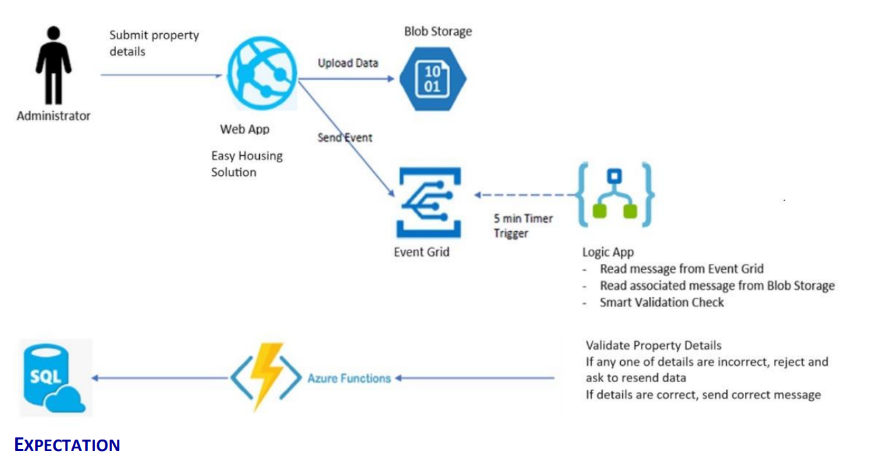 Submit property
details
Blob Storage
Upload Data
10
01
Administrator
Web App
Send Event
Easy Housing
Solution
5 min Timer
Trigger
Event Grid
Logic App
- Read message from Event Grid
- Read associated message from Blob Storage
- Smart Validation Check
Validate Property Details
If any one of details are incorrect, reject and
ask to resend data
If details are correct, send correct message
SQL
Azure Functions
EXPECTATION